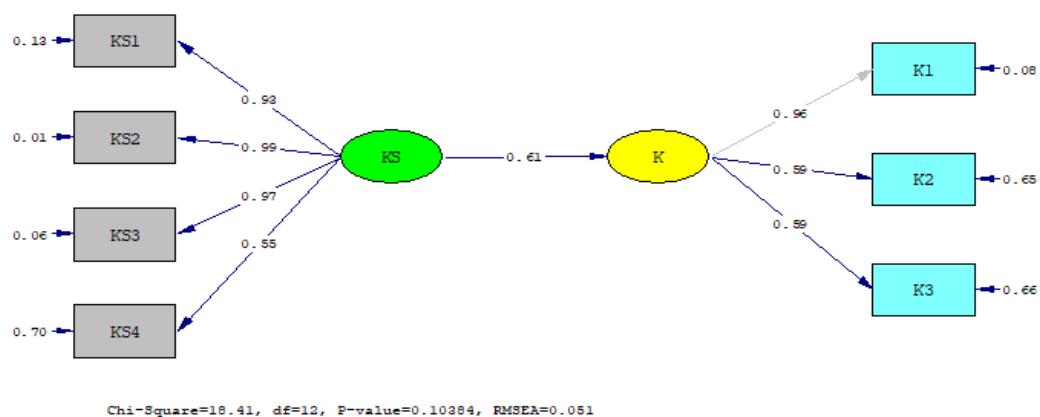 0.13 KS1
0.93
K1 0.08
0.96
0.01 KS2
0.99
KS 0.61 K
0.59 K2 0.65
0.97
0.59
0.06 KS3
0.55
K3 0.66
0.70 KS4
Chi-Square=18.41, df=12, P-value=0.10384, RMSEA=0.051